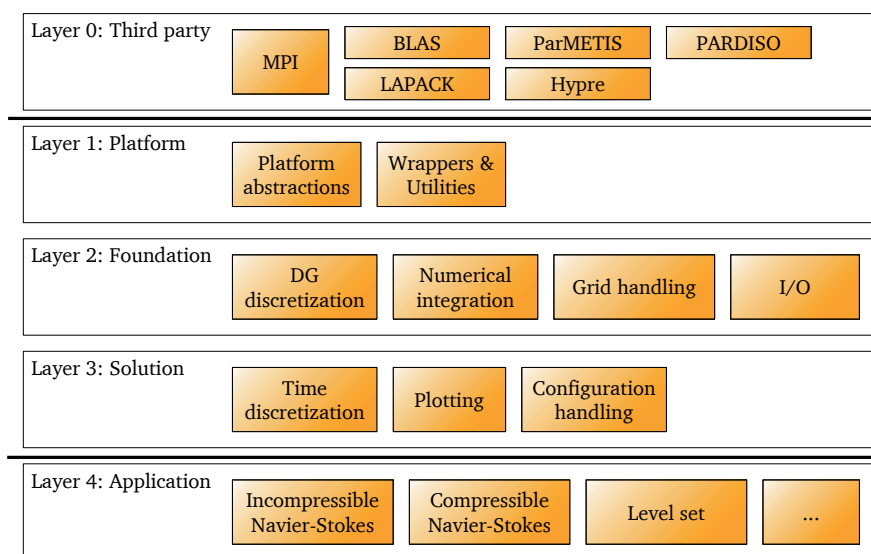 Layer 0: Third party
MPI
BLAS
ParMETIS
PARDISO
LAPACK
Hypre
Layer 1: Platform
Platform
abstractions
Wrappers &
Utilities
Layer 2: Foundation
DG
discretization
Numerical
integration
Grid handling
I/O
Layer 3: Solution
Time
discretization
Plotting
Configuration
handling
Layer 4: Application
Incompressible
Navier-Stokes
Compressible
Navier-Stokes
Level set
...